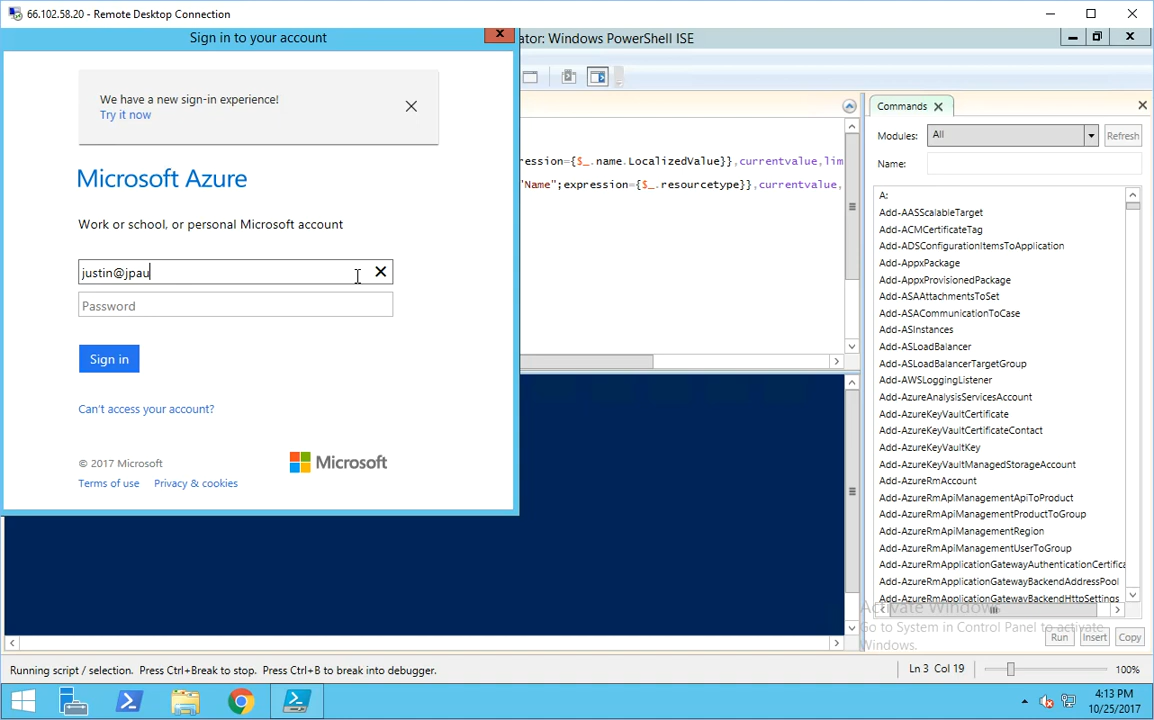 66.102.58.20 - Remote Desktop Connection
Sign in to your account
ator: Windows PowerShell ISE
We have a new sign-in experience!
Try it now
Microsoft Azure
Work or school, or personal Microsoft account
justin@jpau
Password
Sign in
Can't access your account?
© 2017 Microsoft
Microsoft
Terms of use
Privacy & cookies
ression={$_.name.LocalizedValue}},currentvalue,lim
"Name";expression={$_.resourcetype}},currentvalue,
Commands
Modules:
All
Refresh
Name:
A:
Add-AASScalableTarget
Add-ACMCertificateTag
Add-ADSConfigurationItemsToApplication
Add-AppxPackage
Add-AppxProvisionedPackage
Add-ASAAttachmentsToSet
Add-ASACommunicationToCase
Add-ASInstances
Add-ASLoadBalancer
Add-ASLoadBalancerTargetGroup
Add-AWSLoggingListener
Add-AzureAnalysisServicesAccount
Add-AzureKeyVaultCertificate
Add-AzureKeyVaultCertificateContact
Add-AzureKeyVaultKey
Add-AzureKeyVaultManagedStorageAccount
Add-AzureRmAccount
Add-AzureRmApiManagementApiToProduct
Add-AzureRmApiManagementProductToGroup
Add-AzureRmApiManagementRegion
Add-AzureRmApiManagementUserToGroup
Add-AzureRmApplicationGatewayAuthenticationCertifica
Add-AzureRmApplicationGatewayBackendAddressPool
Add-AzureRmApplicationGatewayBackendHttpSettings
Activate Windows
Go to System in Control Panel to activate
Windows.
Run
Insert
Copy
Running script / selection. Press Ctrl+Break to stop. Press Ctrl+B to break into debugger.
Ln 3 Col 19
100%
4:13 PM
10/25/2017